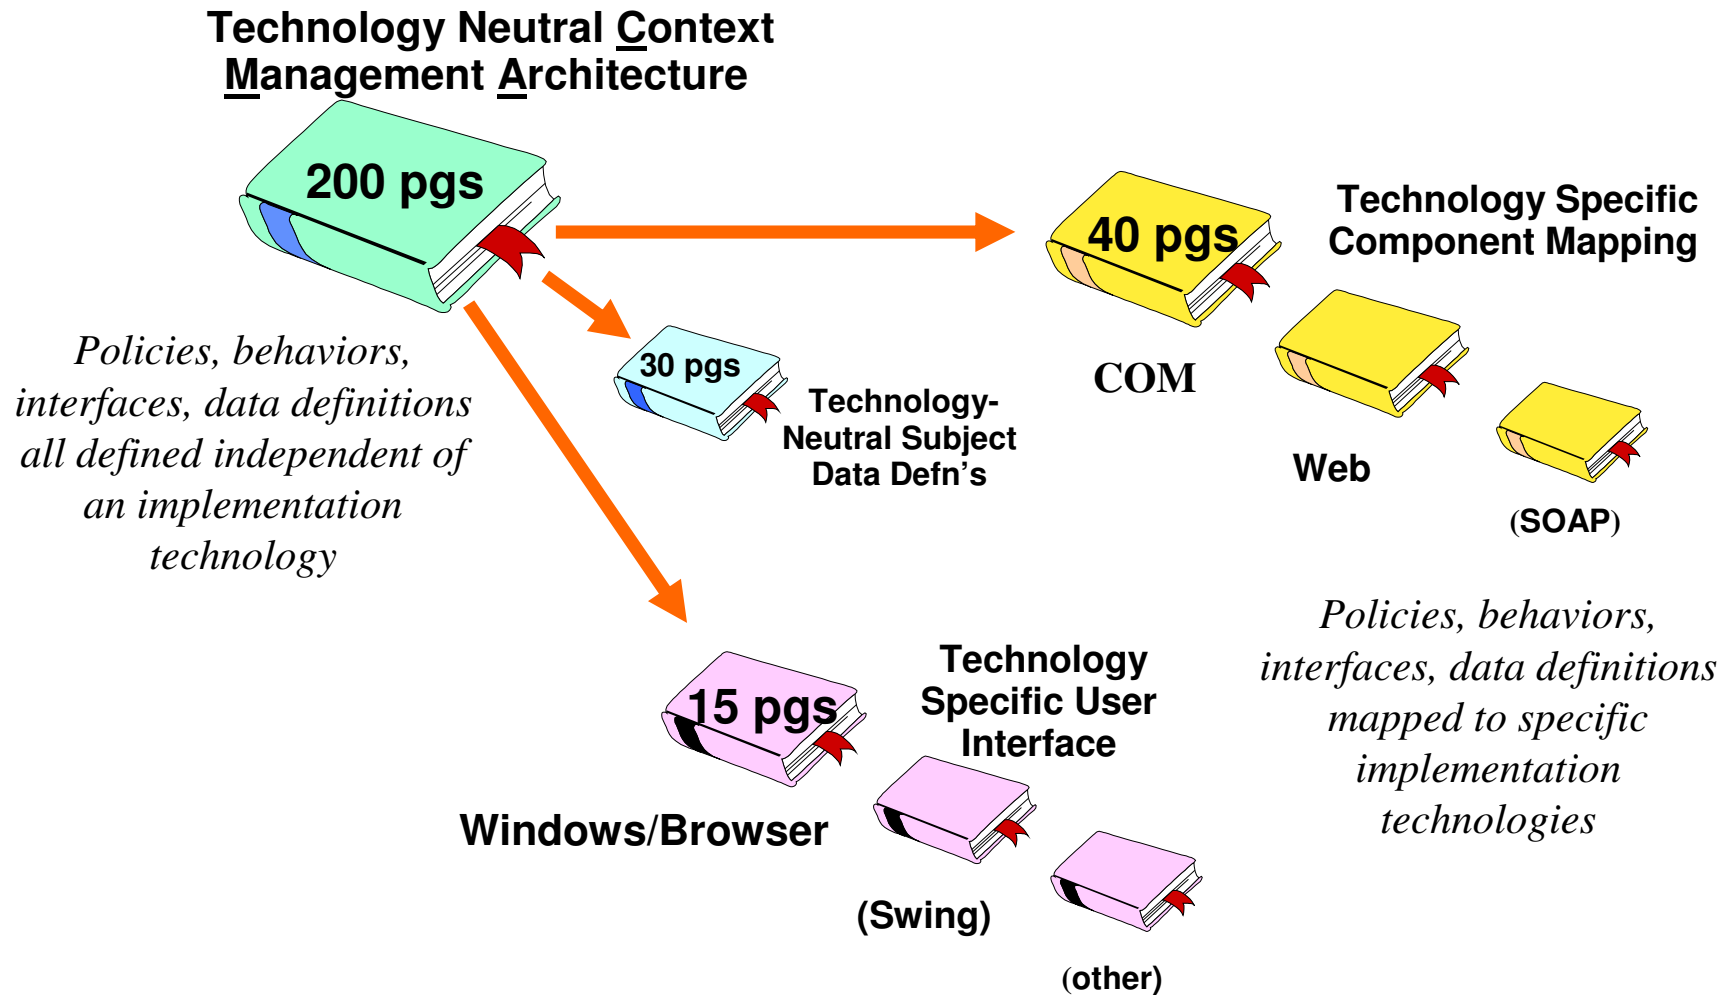 Technology Neutral Context
Management Architecture
200 pgs
Policies, behaviors,
interfaces, data definitions
all defined independent of
an implementation
technology
30 pgs
Technology-
Neutral Subject
Data Defn's
40 pgs
Technology Specific
Component Mapping
COM
Web
(SOAP)
Policies, behaviors,
interfaces, data definitions
mapped to specific
implementation
technologies
15 pgs
Technology
Specific User
Interface
Windows/Browser
(Swing)
(other)